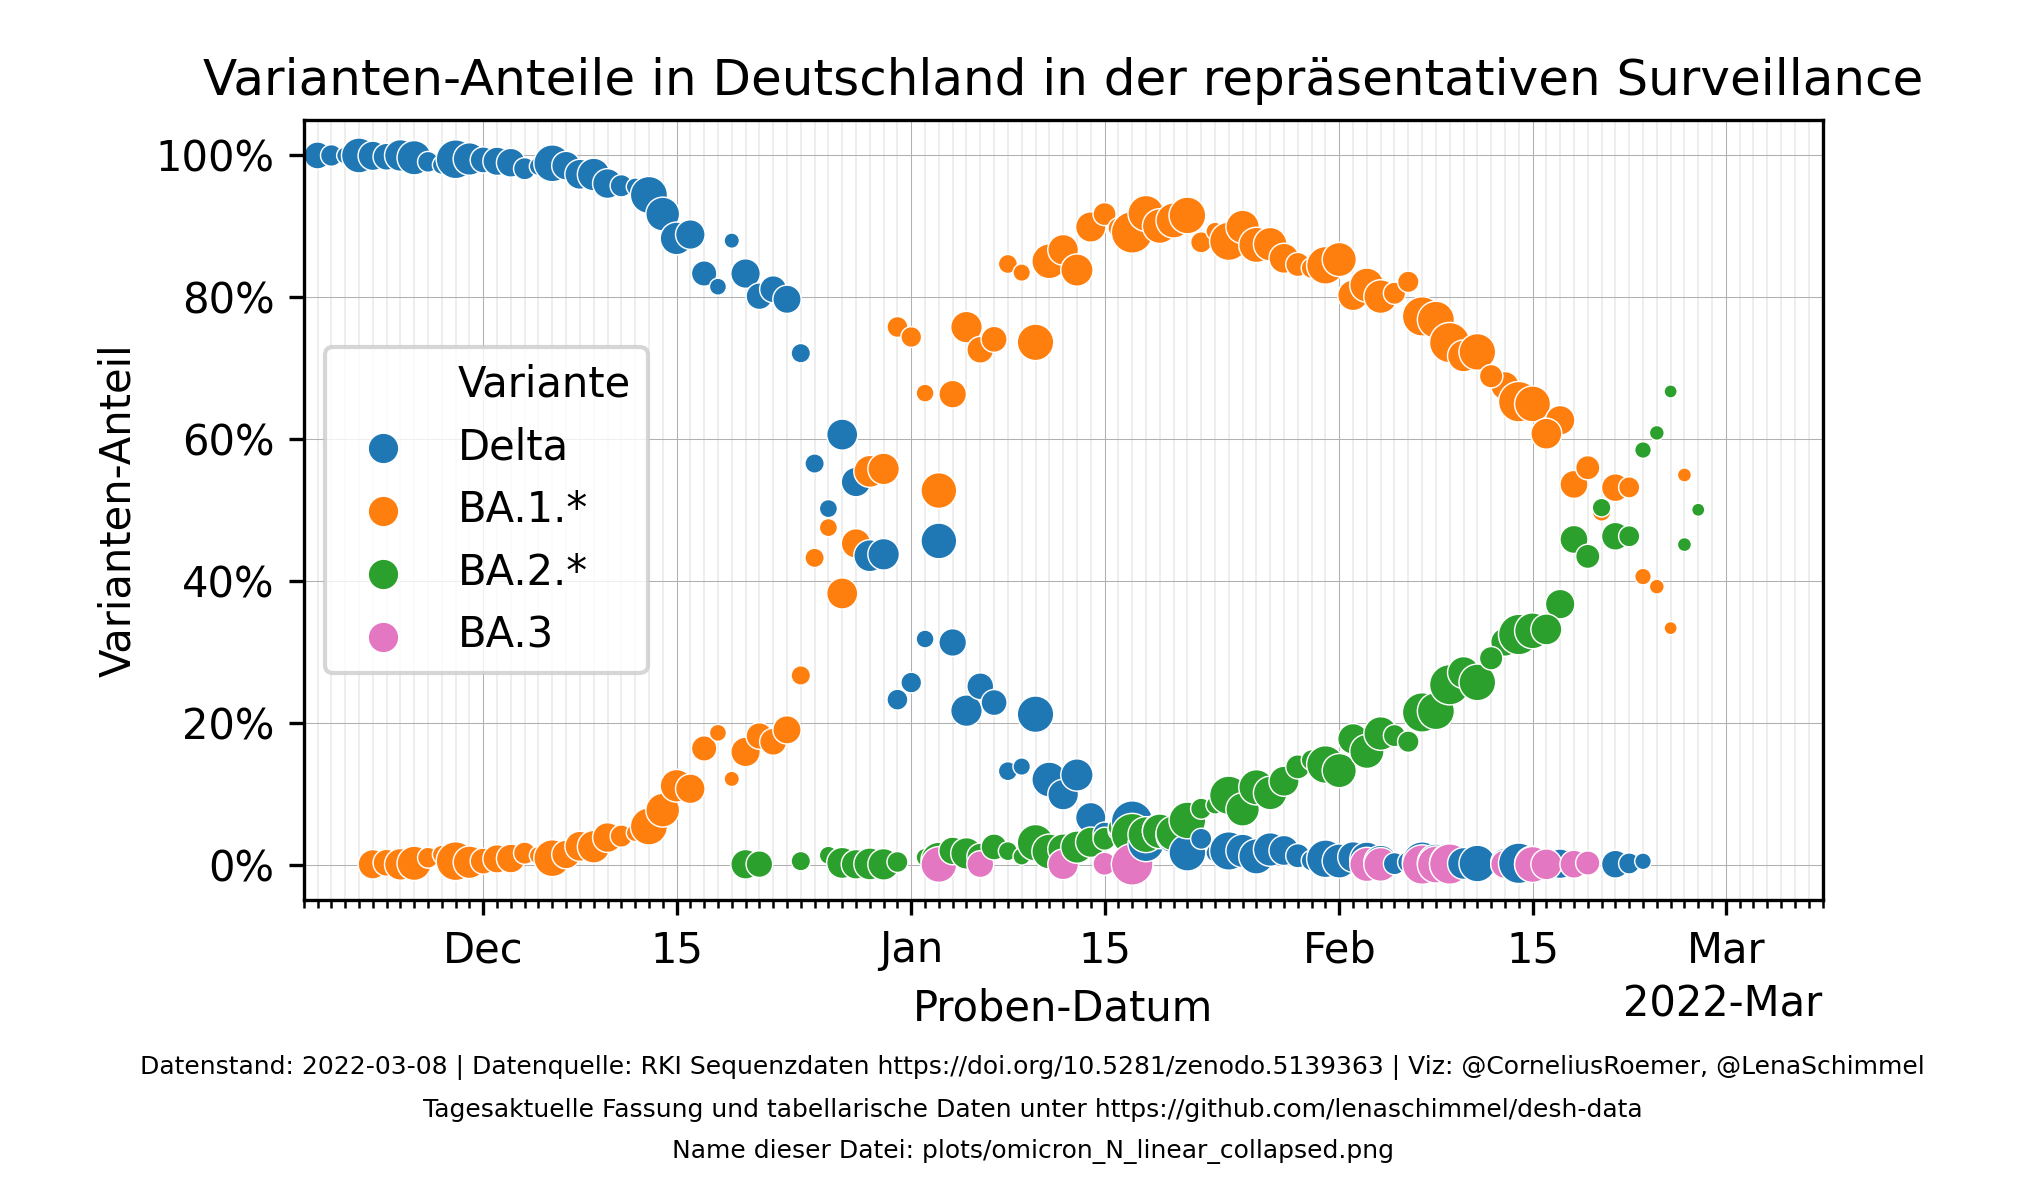 Varianten-Anteile in Deutschland in der repräsentativen Surveillance
Varianten-Anteil
100%
80%
60%
40%
20%
0%
Variante
Delta
BA.1.*
BA.2.*
BA.3
Dec 15 Jan 15 Feb 15 Mar
Proben-Datum
2022-Mar
Datenstand: 2022-03-08 | Datenquelle: RKI Sequenzdaten https://doi.org/10.5281/zenodo.5139363 | Viz: @CorneliusRoemer, @LenaSchimmel
Tagesaktuelle Fassung und tabellarische Daten unter https://github.com/lenaschimmel/desh-data
Name dieser Datei: plots/omicron_N_linear_collapsed.png